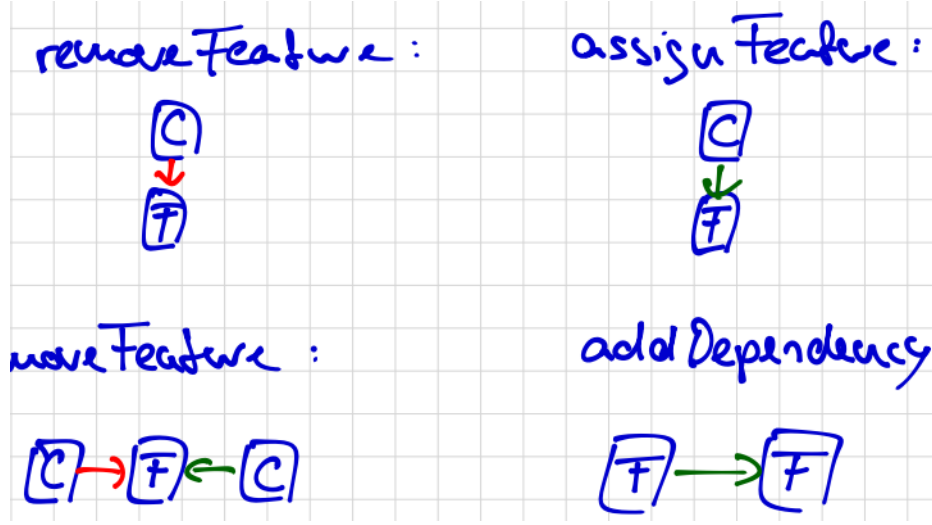 removeFeature:
assignFeature:
C
C
F
F
moveFeature:
addDependency
C F C
F F